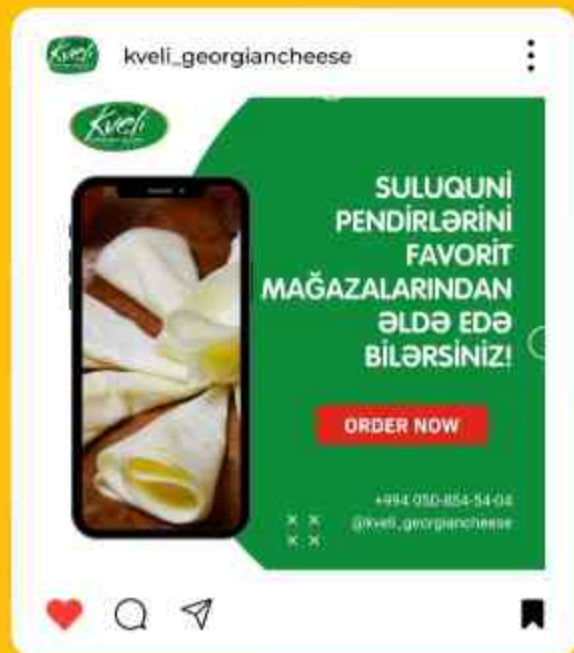 Kveli
kveli_georgiancheese
Kveli
SULUQUNİ
PENDİRLƏRİNİ
FAVORİT
MAĞAZALARINDAN
ƏLDƏ EDƏ
BİLƏRSİNİZ!
ORDER NOW
+994 050-854-54-04
@kveli_georgiancheese